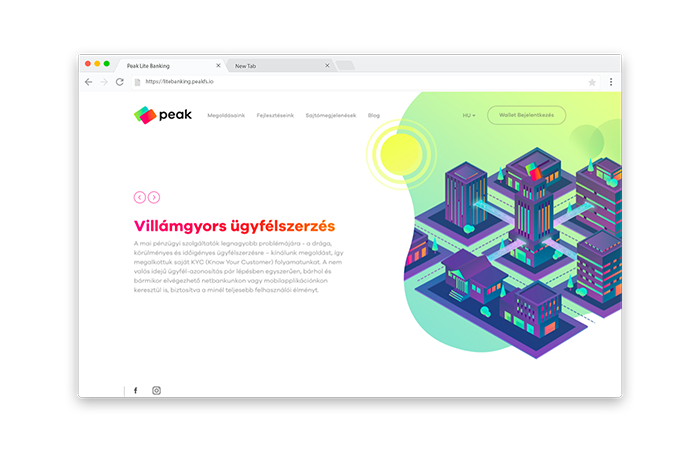 Peak Lite Banking
New Tab
https://litebanking.peakfs.ro
peak
Megoldásaink Fejlesztéseink Sajtómegjelenések Blog
HU
Wallet Bejelentkezés
Villámgyors ügyfélszerzés
A mai pénzügyi szolgáltatók legnagyobb problémájára - a drága,
körülményes és időigényes ügyfélszerzésre - kínálunk megoldást, így
megalkottuk saját KYC (Know Your Customer) folyamatunkat. A nem
valós idejű ügyfél-azonosítás pár lépésben egyszerűen, bárhol és
bármikor elvégezhető netbankunkon vagy mobilapplikációnkon
keresztül is, biztosítva a minél teljesebb felhasználói élményt.